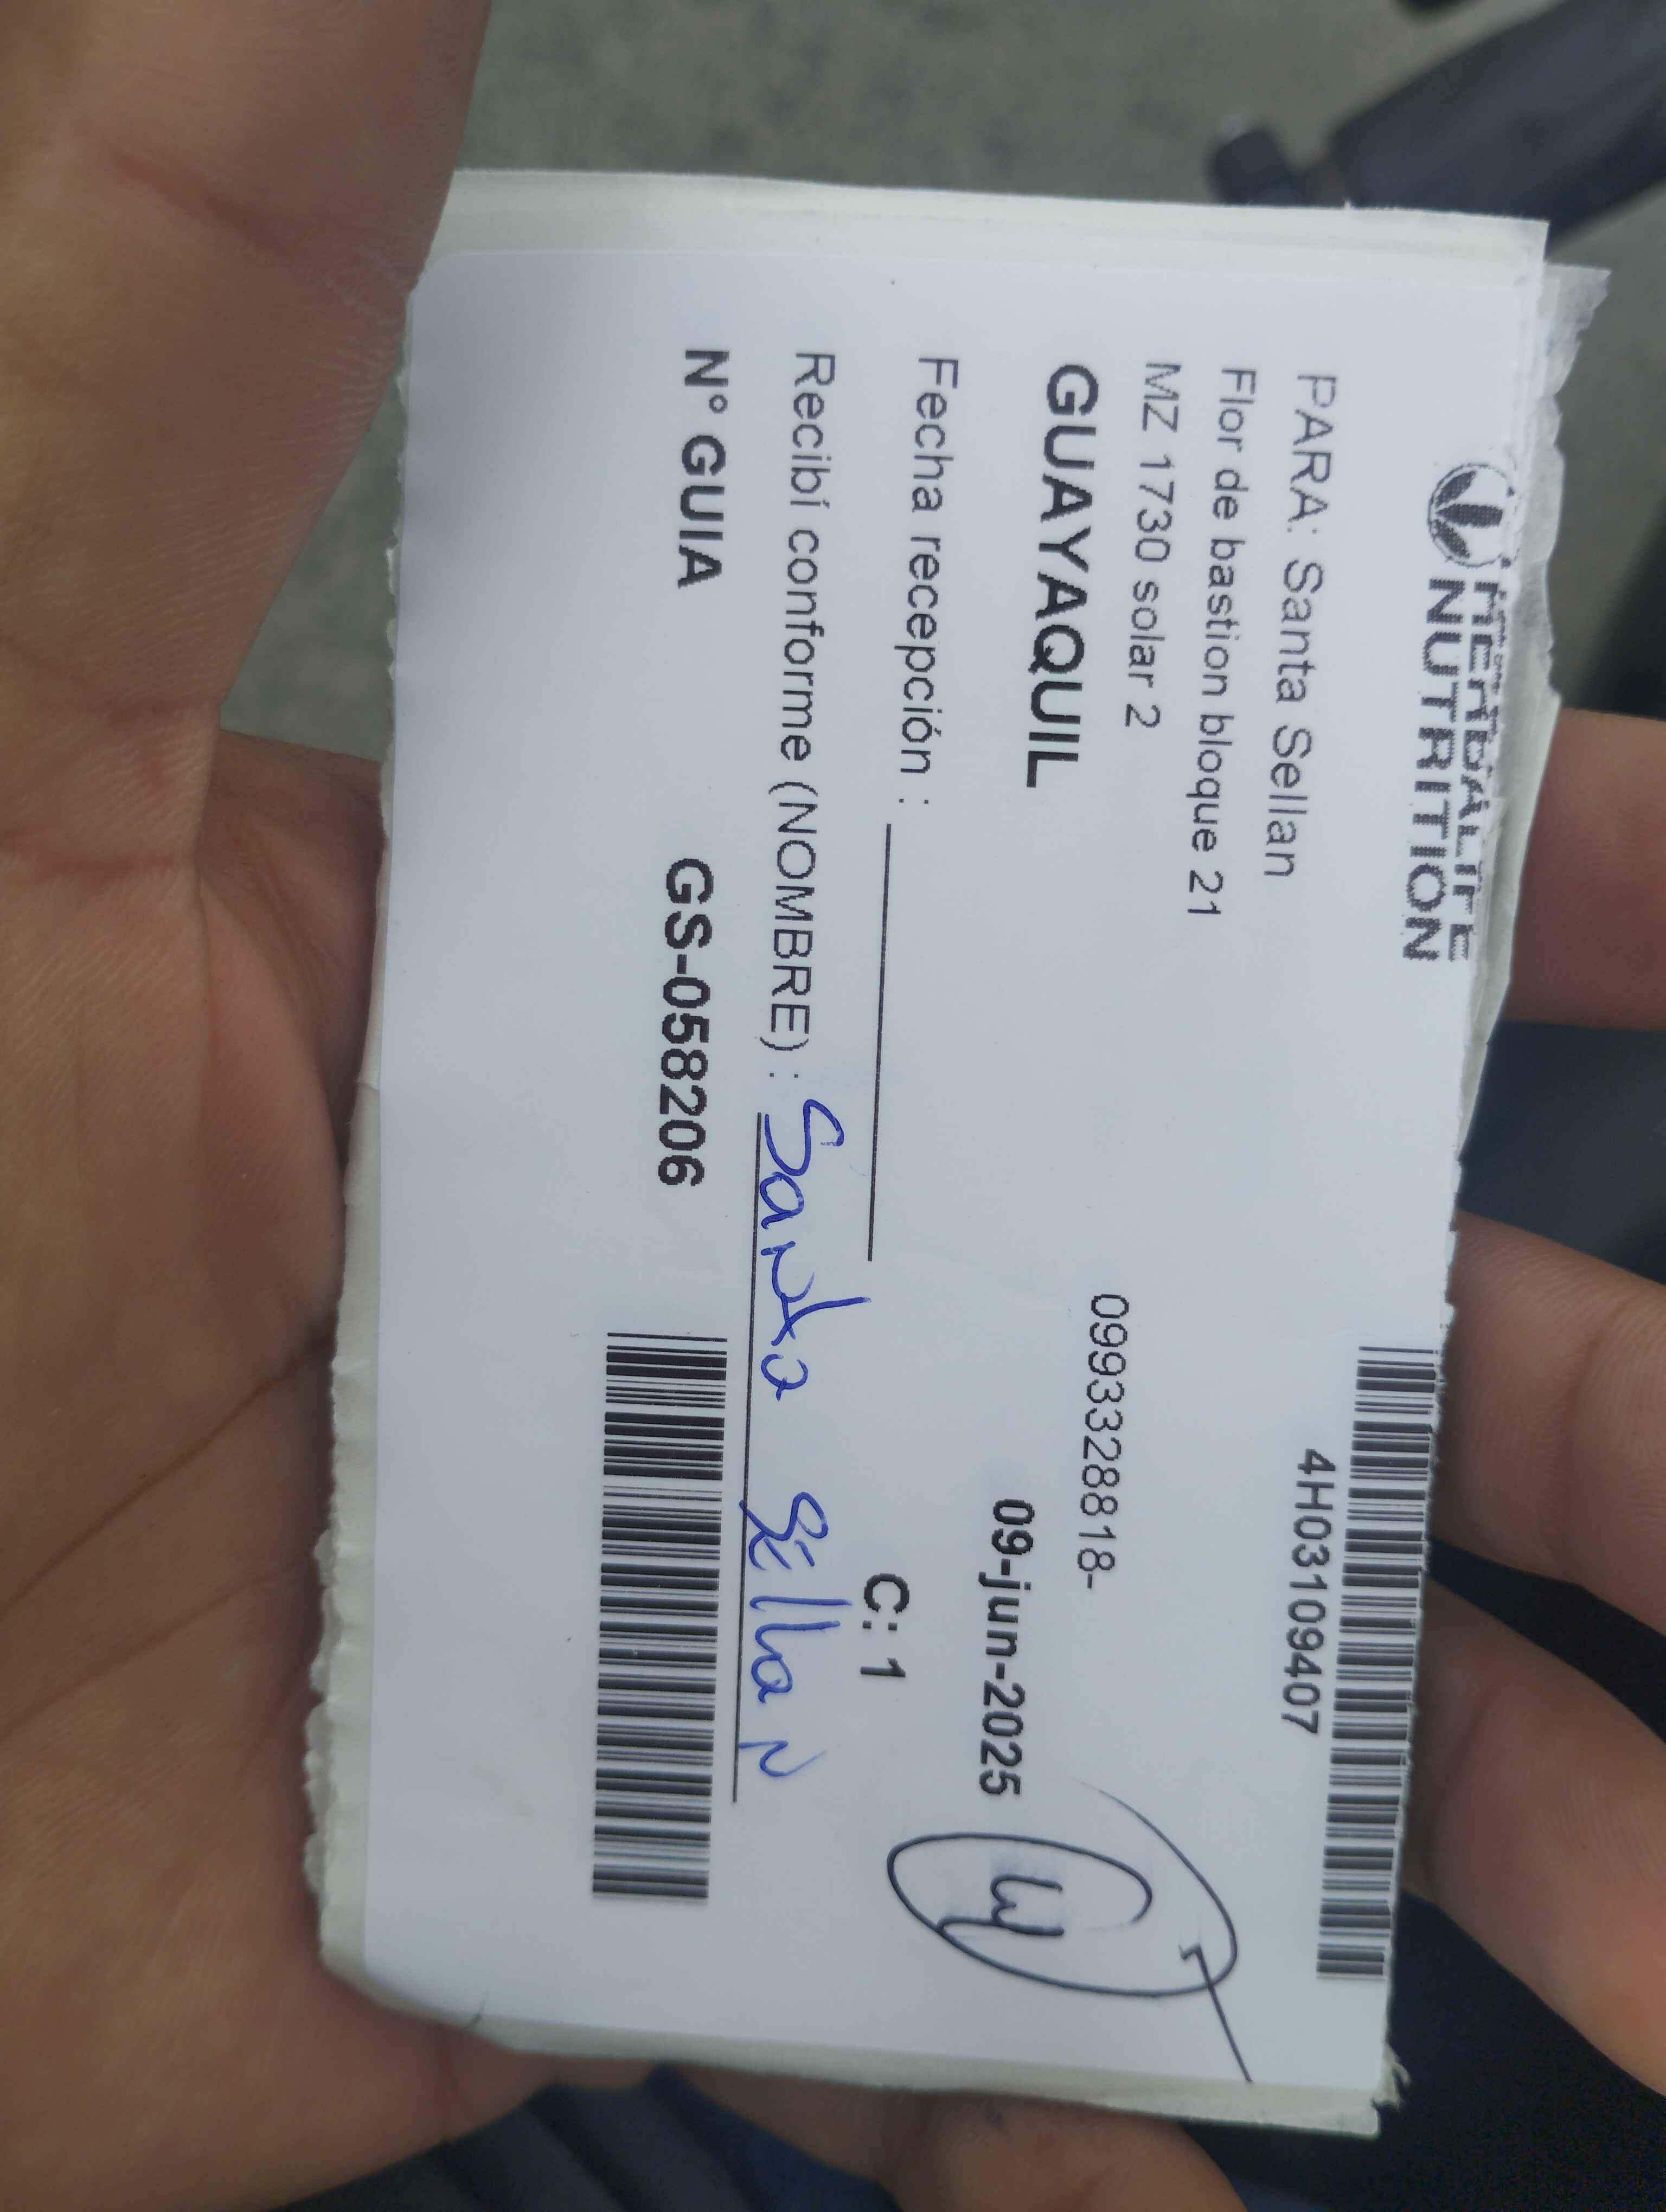 HERBALIFE
NUTRITION
4H03109407
PARA: Santa Sellan
Flor de bastion bloque 21
MZ 1730 solar 2
0993328818-
GUAYAQUIL
09-jun-2025
Fecha recepción :
C: 1
Recibí conforme (NOMBRE) : Santa Sellan
N° GUIA GS-058206